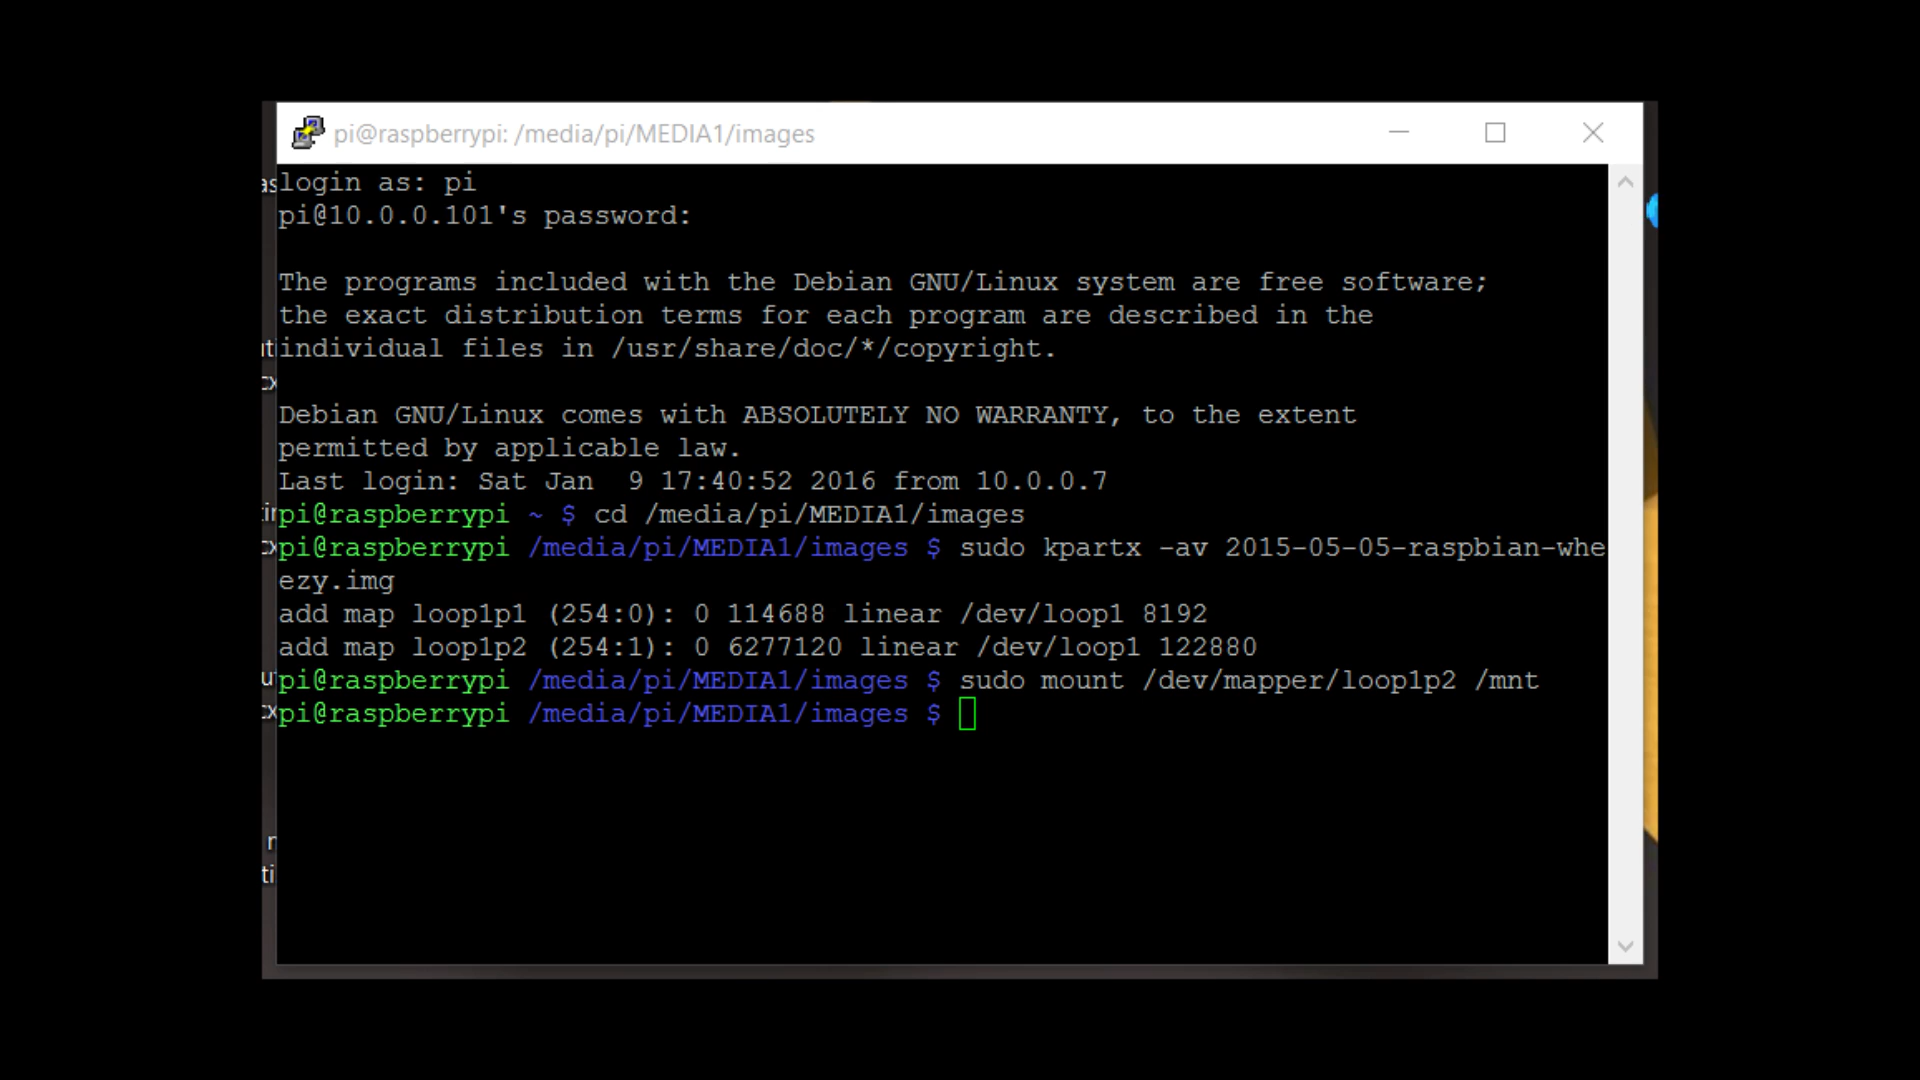 pi@raspberrypi: /media/pi/MEDIA1/images
login as: pi
pi@10.0.0.101's password:
The programs included with the Debian GNU/Linux system are free software;
the exact distribution terms for each program are described in the
individual files in /usr/share/doc/*/copyright.
Debian GNU/Linux comes with ABSOLUTELY NO WARRANTY, to the extent
permitted by applicable law.
Last login: Sat Jan  9 17:40:52 2016 from 10.0.0.7
pi@raspberrypi ~ $ cd /media/pi/MEDIA1/images
pi@raspberrypi /media/pi/MEDIA1/images $ sudo kpartx -av 2015-05-05-raspbian-whe
ezy.img
add map loop1p1 (254:0): 0 114688 linear /dev/loop1 8192
add map loop1p2 (254:1): 0 6277120 linear /dev/loop1 122880
pi@raspberrypi /media/pi/MEDIA1/images $ sudo mount /dev/mapper/loop1p2 /mnt
pi@raspberrypi /media/pi/MEDIA1/images $